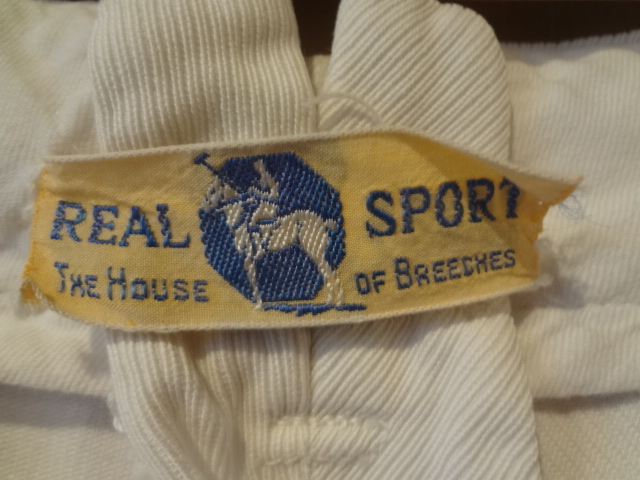 REAL SPORT
THE HOUSE OF BREECHES